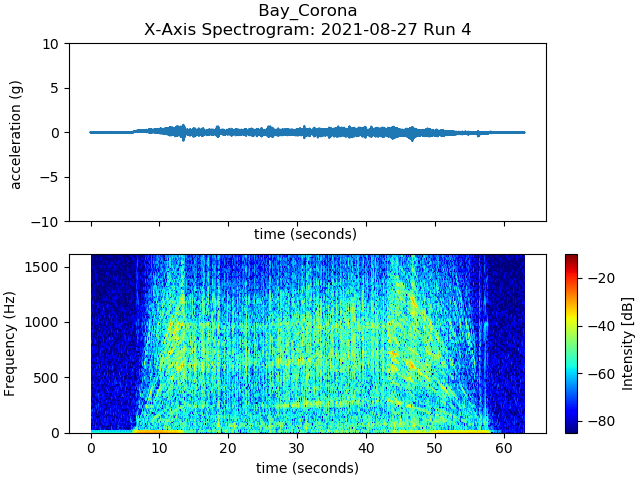 Bay_Corona
X-Axis Spectrogram: 2021-08-27 Run 4
10
5
0
−5
−10
acceleration (g)
time (seconds)
1500
1000
500
0
Frequency (Hz)
0 10 20 30 40 50 60
time (seconds)
−20
−40
−60
−80
Intensity [dB]